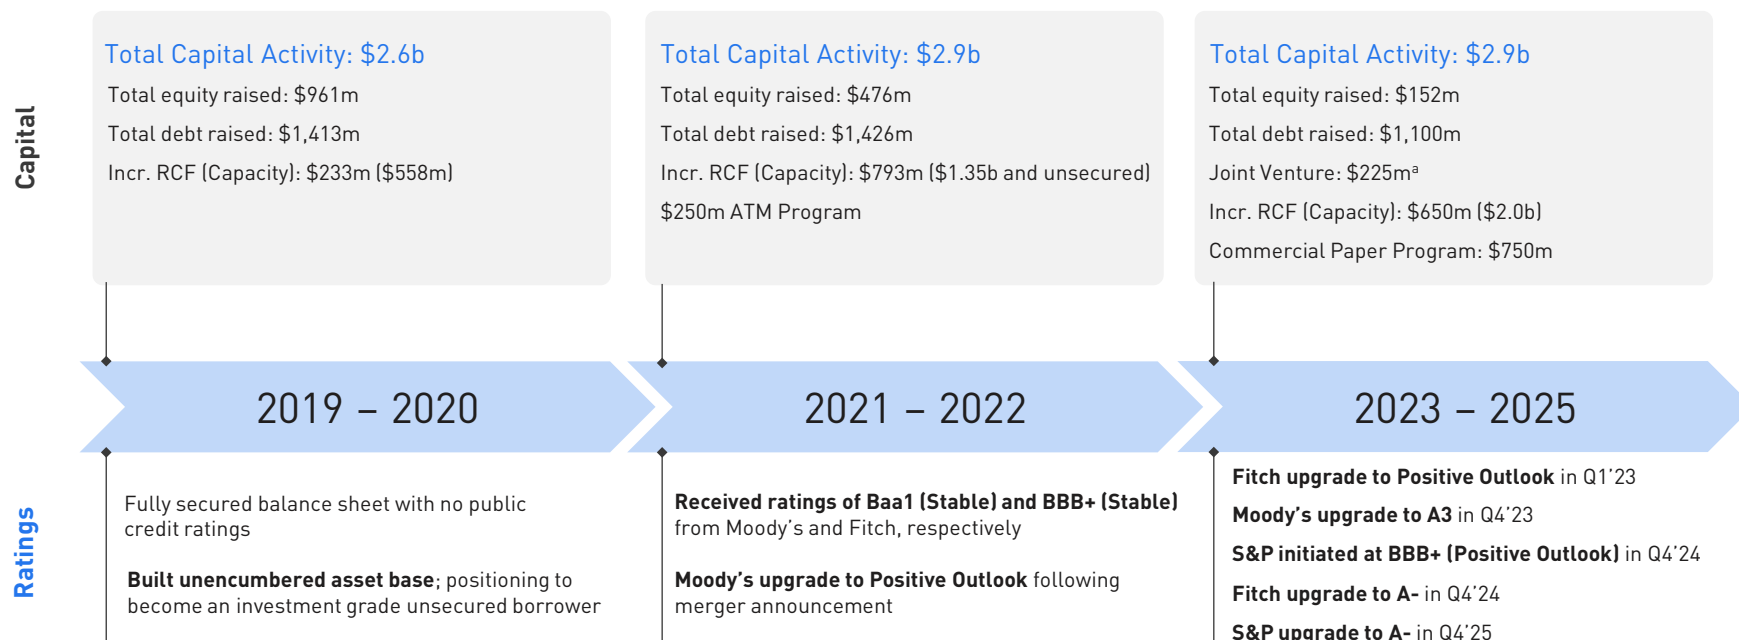 Capital
Total Capital Activity: $2.6b
Total equity raised: $961m
Total debt raised: $1,413m
Incr. RCF (Capacity): $233m ($558m)
Total Capital Activity: $2.9b
Total equity raised: $476m
Total debt raised: $1,426m
Incr. RCF (Capacity): $793m ($1.35b and unsecured)
$250m ATM Program
Total Capital Activity: $2.9b
Total equity raised: $152m
Total debt raised: $1,100m
Joint Venture: $225mᵃ
Incr. RCF (Capacity): $650m ($2.0b)
Commercial Paper Program: $750m
2019 – 2020
2021 – 2022
2023 – 2025
Ratings
Fully secured balance sheet with no public
credit ratings
Built unencumbered asset base; positioning to
become an investment grade unsecured borrower
Received ratings of Baa1 (Stable) and BBB+ (Stable)
from Moody's and Fitch, respectively
Moody's upgrade to Positive Outlook following
merger announcement
Fitch upgrade to Positive Outlook in Q1'23
Moody's upgrade to A3 in Q4'23
S&P initiated at BBB+ (Positive Outlook) in Q4'24
Fitch upgrade to A- in Q4'24
S&P upgrade to A- in Q4'25